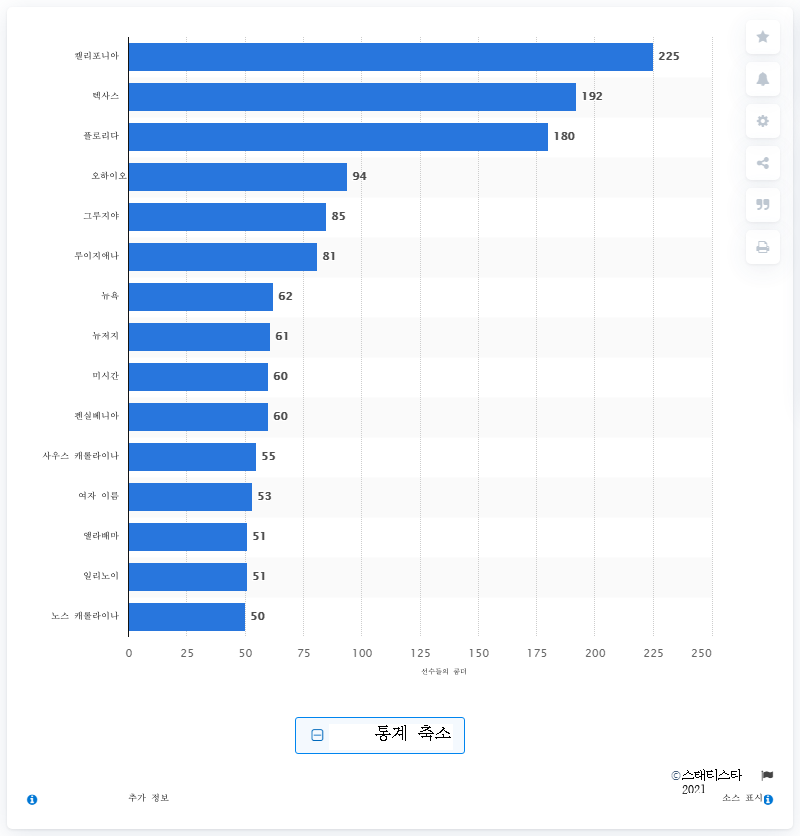 캘리포니아 225
텍사스 192
플로리다 180
오하이오 94
그루지야 85
루이지애나 81
뉴욕 62
뉴저지 61
미시간 60
펜실베니아 60
사우스 캐롤라이나 55
여자 이름 53
앨라배마 51
일리노이 51
노스 캐롤라이나 50
0 25 50 75 100 125 150 175 200 225 250
선수들의
통계 축소
©스태티스타
2021
추가 정보 소스 표시